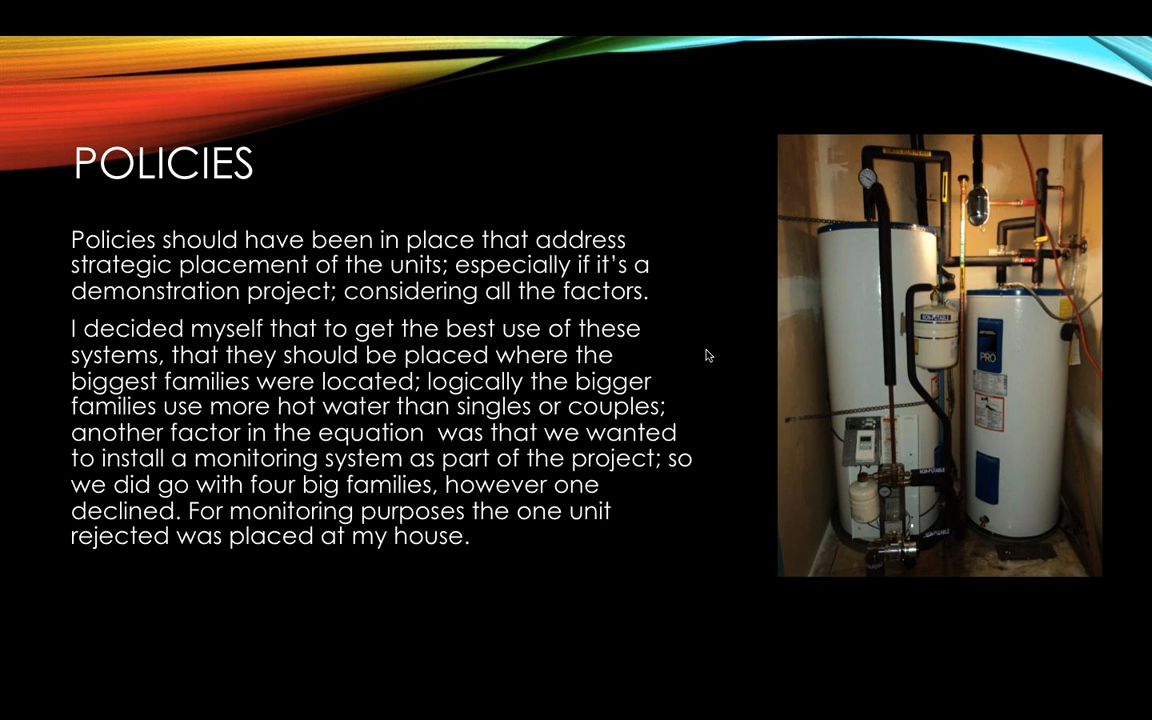 POLICIES
Policies should have been in place that address
strategic placement of the units; especially if it’s a
demonstration project; considering all the factors.
I decided myself that to get the best use of these
systems, that they should be placed where the
biggest families were located; logically the bigger
families use more hot water than singles or couples;
another factor in the equation  was that we wanted
to install a monitoring system as part of the project; so
we did go with four big families, however one
declined. For monitoring purposes the one unit
rejected was placed at my house.
NON-POTABLE
PRO
NON-POTABLE